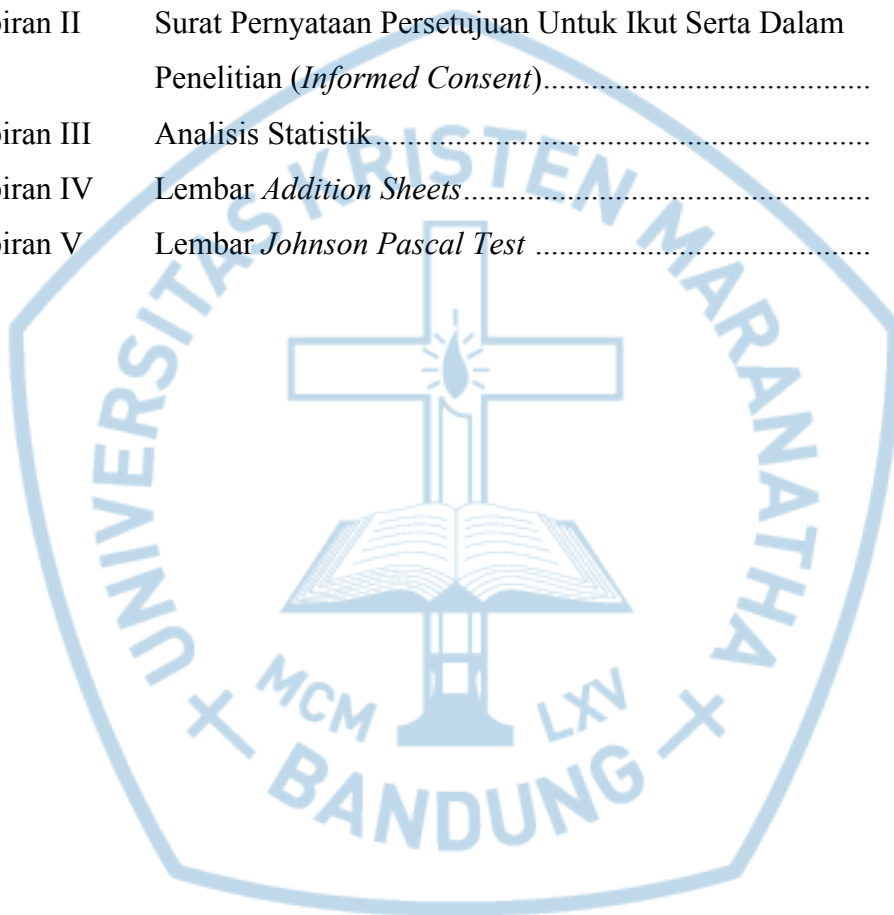 piran II Surat Pernyataan Persetujuan Untuk Ikut Serta Dalam
Penelitian (Informed Consent)......................................
piran III Analisis Statistik..........................................................
piran IV Lembar Addition Sheets...............................................
piran V Lembar Johnson Pascal Test .......................................
UNIVERSITAS KRISTEN MARANATHA
MCM LXV
BANDUNG